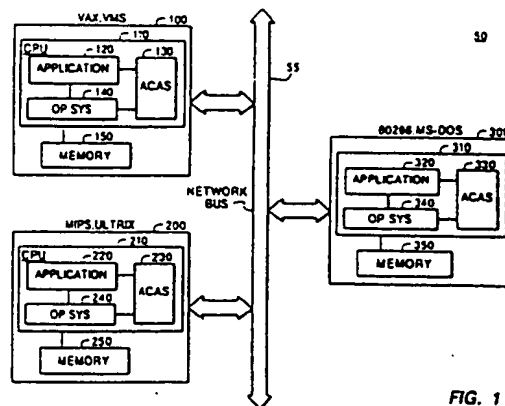 VAX,VMS 100
110
CPU 120 130
APPLICATION
ACAS
140
OP SYS
150
MEMORY
50
55
80286,MS-DOS 300
310
320 330
APPLICATION
ACAS
340
OP SYS
350
MEMORY
NETWORK
BUS
MIPS,ULTRIX 200
210
CPU 220 230
APPLICATION
ACAS
240
OP SYS
250
MEMORY
FIG. 1